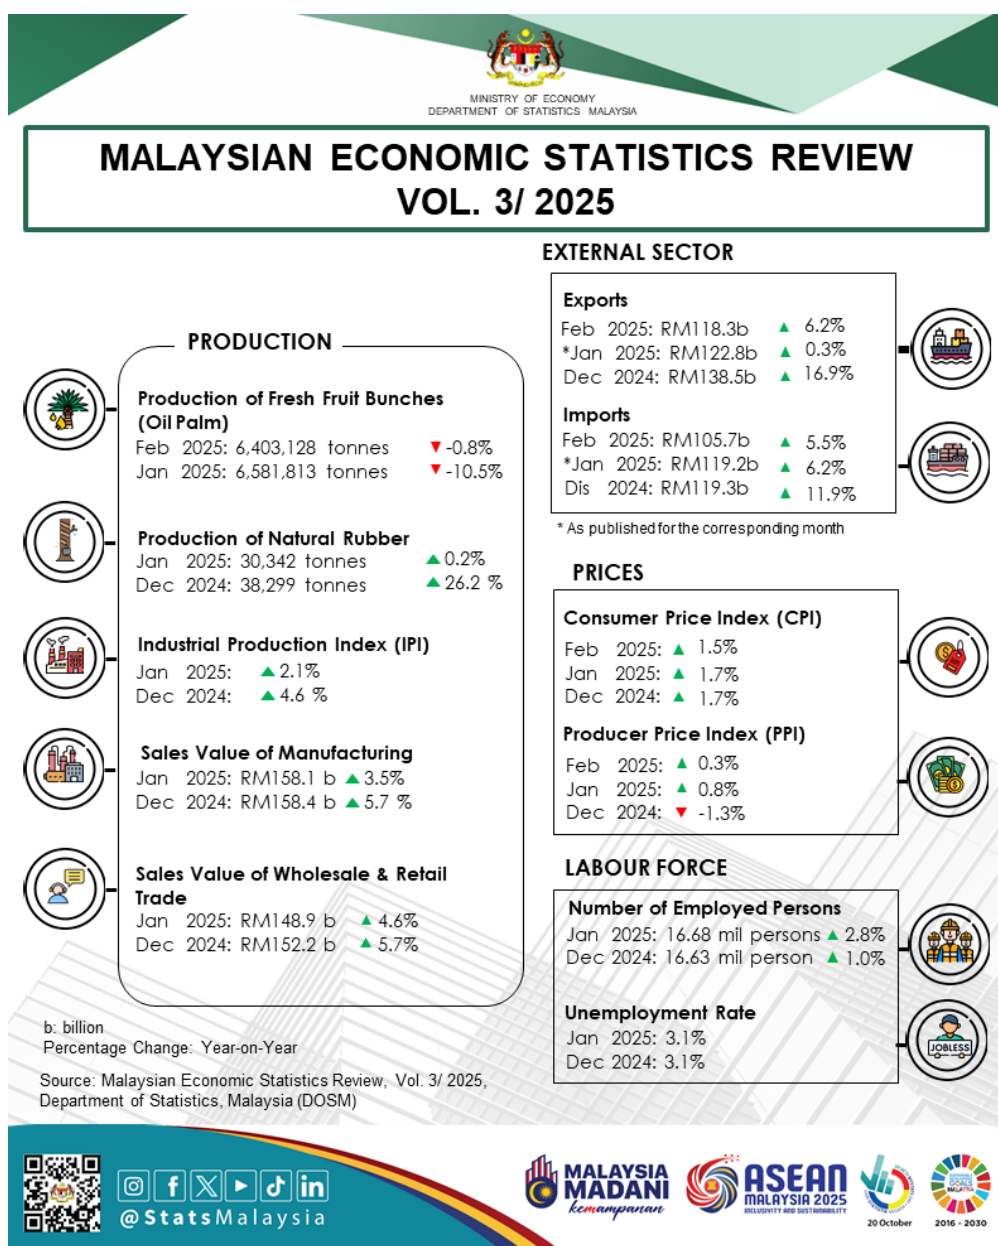 MINISTRY OF ECONOMY
DEPARTMENT OF STATISTICS MALAYSIA
MALAYSIAN ECONOMIC STATISTICS REVIEW
VOL. 3/ 2025
PRODUCTION
Production of Fresh Fruit Bunches
(Oil Palm)
Feb 2025: 6,403,128 tonnes ▼ -0.8%
Jan 2025: 6,581,813 tonnes ▼ -10.5%
Production of Natural Rubber
Jan 2025: 30,342 tonnes ▲ 0.2%
Dec 2024: 38,299 tonnes ▲ 26.2 %
Industrial Production Index (IPI)
Jan 2025: ▲ 2.1%
Dec 2024: ▲ 4.6 %
Sales Value of Manufacturing
Jan 2025: RM158.1 b ▲ 3.5%
Dec 2024: RM158.4 b ▲ 5.7 %
Sales Value of Wholesale & Retail
Trade
Jan 2025: RM148.9 b ▲ 4.6%
Dec 2024: RM152.2 b ▲ 5.7%
EXTERNAL SECTOR
Exports
Feb 2025: RM118.3b ▲ 6.2%
*Jan 2025: RM122.8b ▲ 0.3%
Dec 2024: RM138.5b ▲ 16.9%
Imports
Feb 2025: RM105.7b ▲ 5.5%
*Jan 2025: RM119.2b ▲ 6.2%
Dis 2024: RM119.3b ▲ 11.9%
* As published for the corresponding month
PRICES
Consumer Price Index (CPI)
Feb 2025: ▲ 1.5%
Jan 2025: ▲ 1.7%
Dec 2024: ▲ 1.7%
Producer Price Index (PPI)
Feb 2025: ▲ 0.3%
Jan 2025: ▲ 0.8%
Dec 2024: ▼ -1.3%
LABOUR FORCE
Number of Employed Persons
Jan 2025: 16.68 mil persons ▲ 2.8%
Dec 2024: 16.63 mil person ▲ 1.0%
Unemployment Rate
Jan 2025: 3.1%
Dec 2024: 3.1%
JOBLESS
b: billion
Percentage Change: Year-on-Year
Source: Malaysian Economic Statistics Review, Vol. 3/ 2025,
Department of Statistics, Malaysia (DOSM)
@StatsMalaysia
MALAYSIA
MADANI
kemampanan
ASEAN
MALAYSIA 2025
INCLUSIVITY AND SUSTAINABILITY
20 October
2016 - 2030